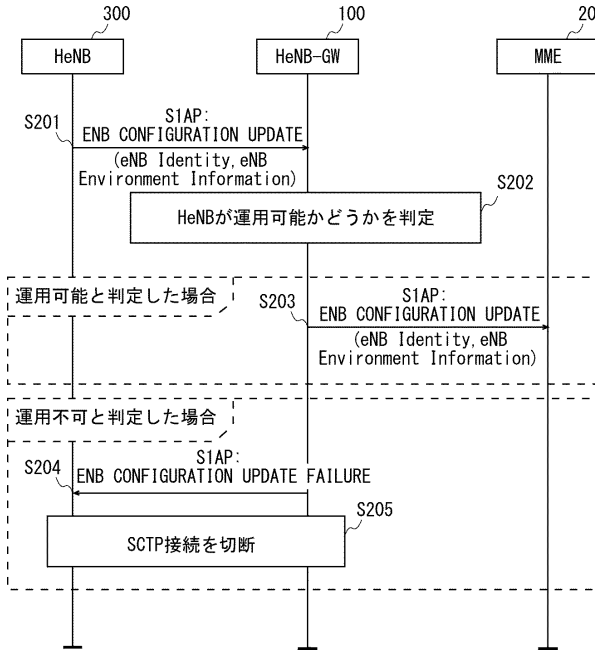 300
100
20
HeNB
HeNB-GW
MME
S201
S1AP:
ENB CONFIGURATION UPDATE
(eNB Identity,eNB
Environment Information)
S202
HeNBが運用可能かどうかを判定
運用可能と判定した場合
S203
S1AP:
ENB CONFIGURATION UPDATE
(eNB Identity,eNB
Environment Information)
運用不可と判定した場合
S204
S1AP:
ENB CONFIGURATION UPDATE FAILURE
S205
SCTP接続を切断